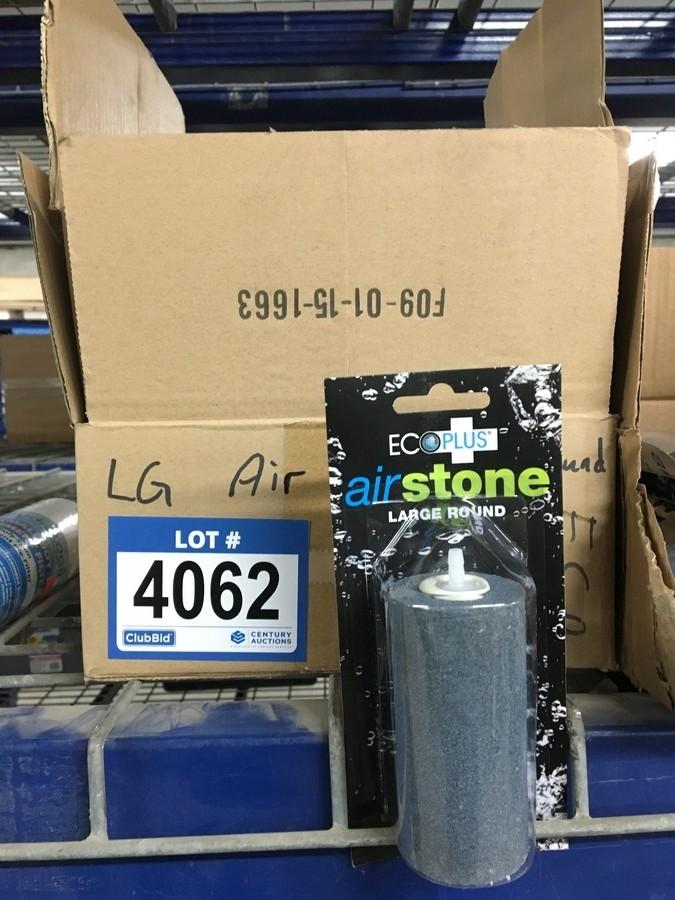 F09-01-15-1663
ECOPLUS®
airstone
LARGE ROUND
LG Air
LOT #
4062
ClubBid
CENTURY
AUCTIONS